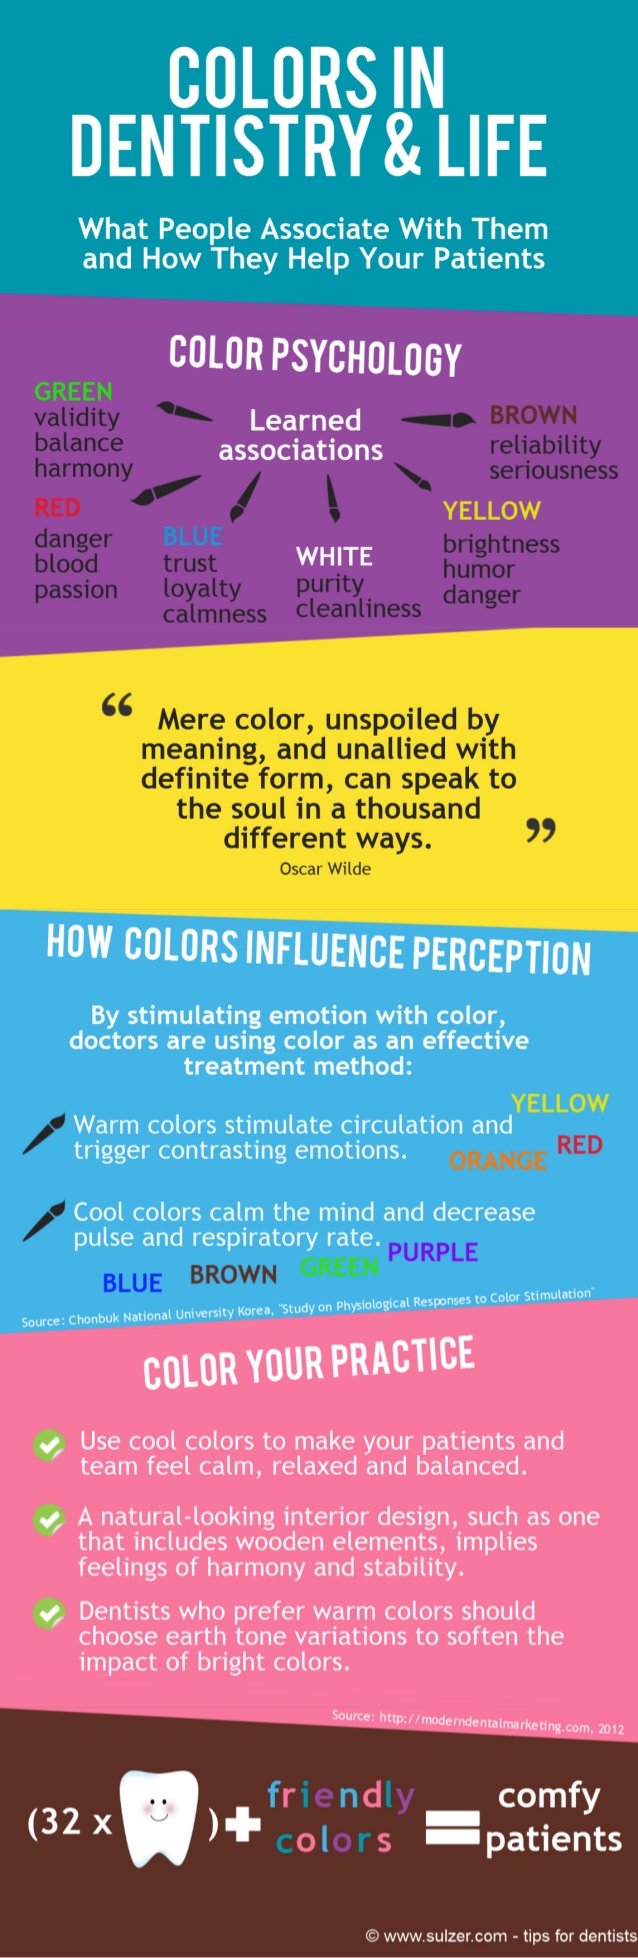 COLORS IN
DENTISTRY & LIFE
What People Associate With Them
and How They Help Your Patients
COLOR PSYCHOLOGY
Learned
associations
GREEN
validity
balance
harmony
RED
danger
blood
passion
BLUE
trust
loyalty
calmness
WHITE
purity
cleanliness
YELLOW
brightness
humor
danger
BROWN
reliability
seriousness
“ Mere color, unspoiled by
meaning, and unallied with
definite form, can speak to
the soul in a thousand
different ways. ”
Oscar Wilde
HOW COLORS INFLUENCE PERCEPTION
By stimulating emotion with color,
doctors are using color as an effective
treatment method:
Warm colors stimulate circulation and
trigger contrasting emotions.
YELLOW
ORANGE
RED
Cool colors calm the mind and decrease
pulse and respiratory rate.
BLUE
BROWN
GREEN
PURPLE
Source: Chonbuk National University Korea, "Study on Physiological Responses to Color Stimulation"
COLOR YOUR PRACTICE
Use cool colors to make your patients and
team feel calm, relaxed and balanced.
A natural-looking interior design, such as one
that includes wooden elements, implies
feelings of harmony and stability.
Dentists who prefer warm colors should
choose earth tone variations to soften the
impact of bright colors.
Source: http://moderndentalmarketing.com, 2012
(32 x ) + friendly
colors = comfy
patients
© www.sulzer.com - tips for dentists